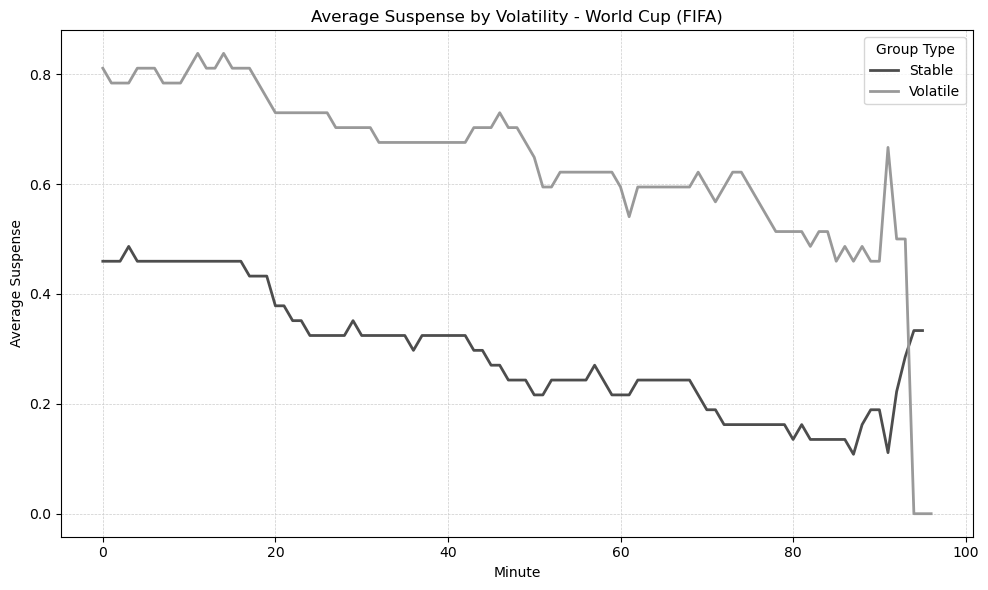 Average Suspense by Volatility - World Cup (FIFA)
Group Type
Stable
Volatile
Average Suspense
0.8
0.6
0.4
0.2
0.0
0 20 40 60 80 100
Minute